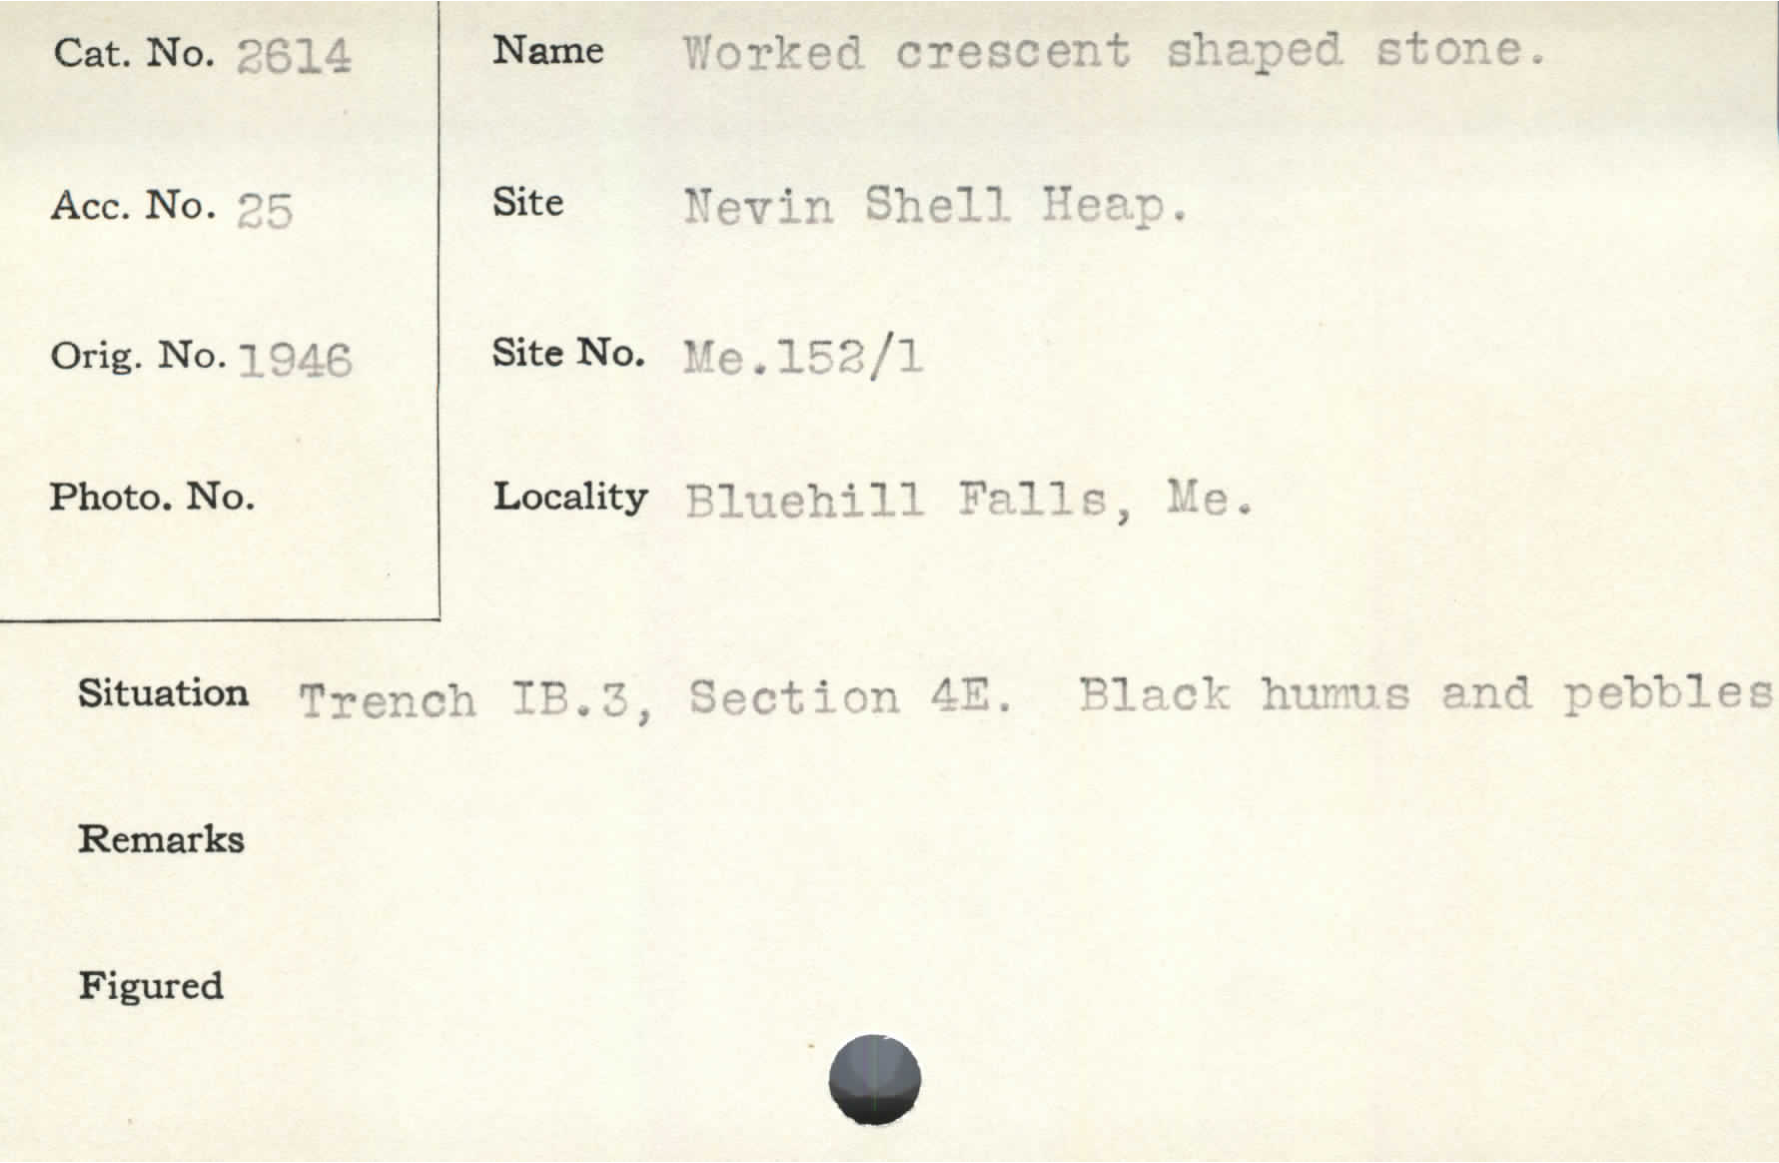 Cat. No. 2614
Name Worked crescent shaped stone.
Acc. No. 25
Site Nevin Shell Heap.
Orig. No. 1946
Site No. Me.152/1
Photo. No.
Locality Bluehill Falls, Me.
Situation Trench IB.3, Section 4E. Black humus and pebbles
Remarks
Figured